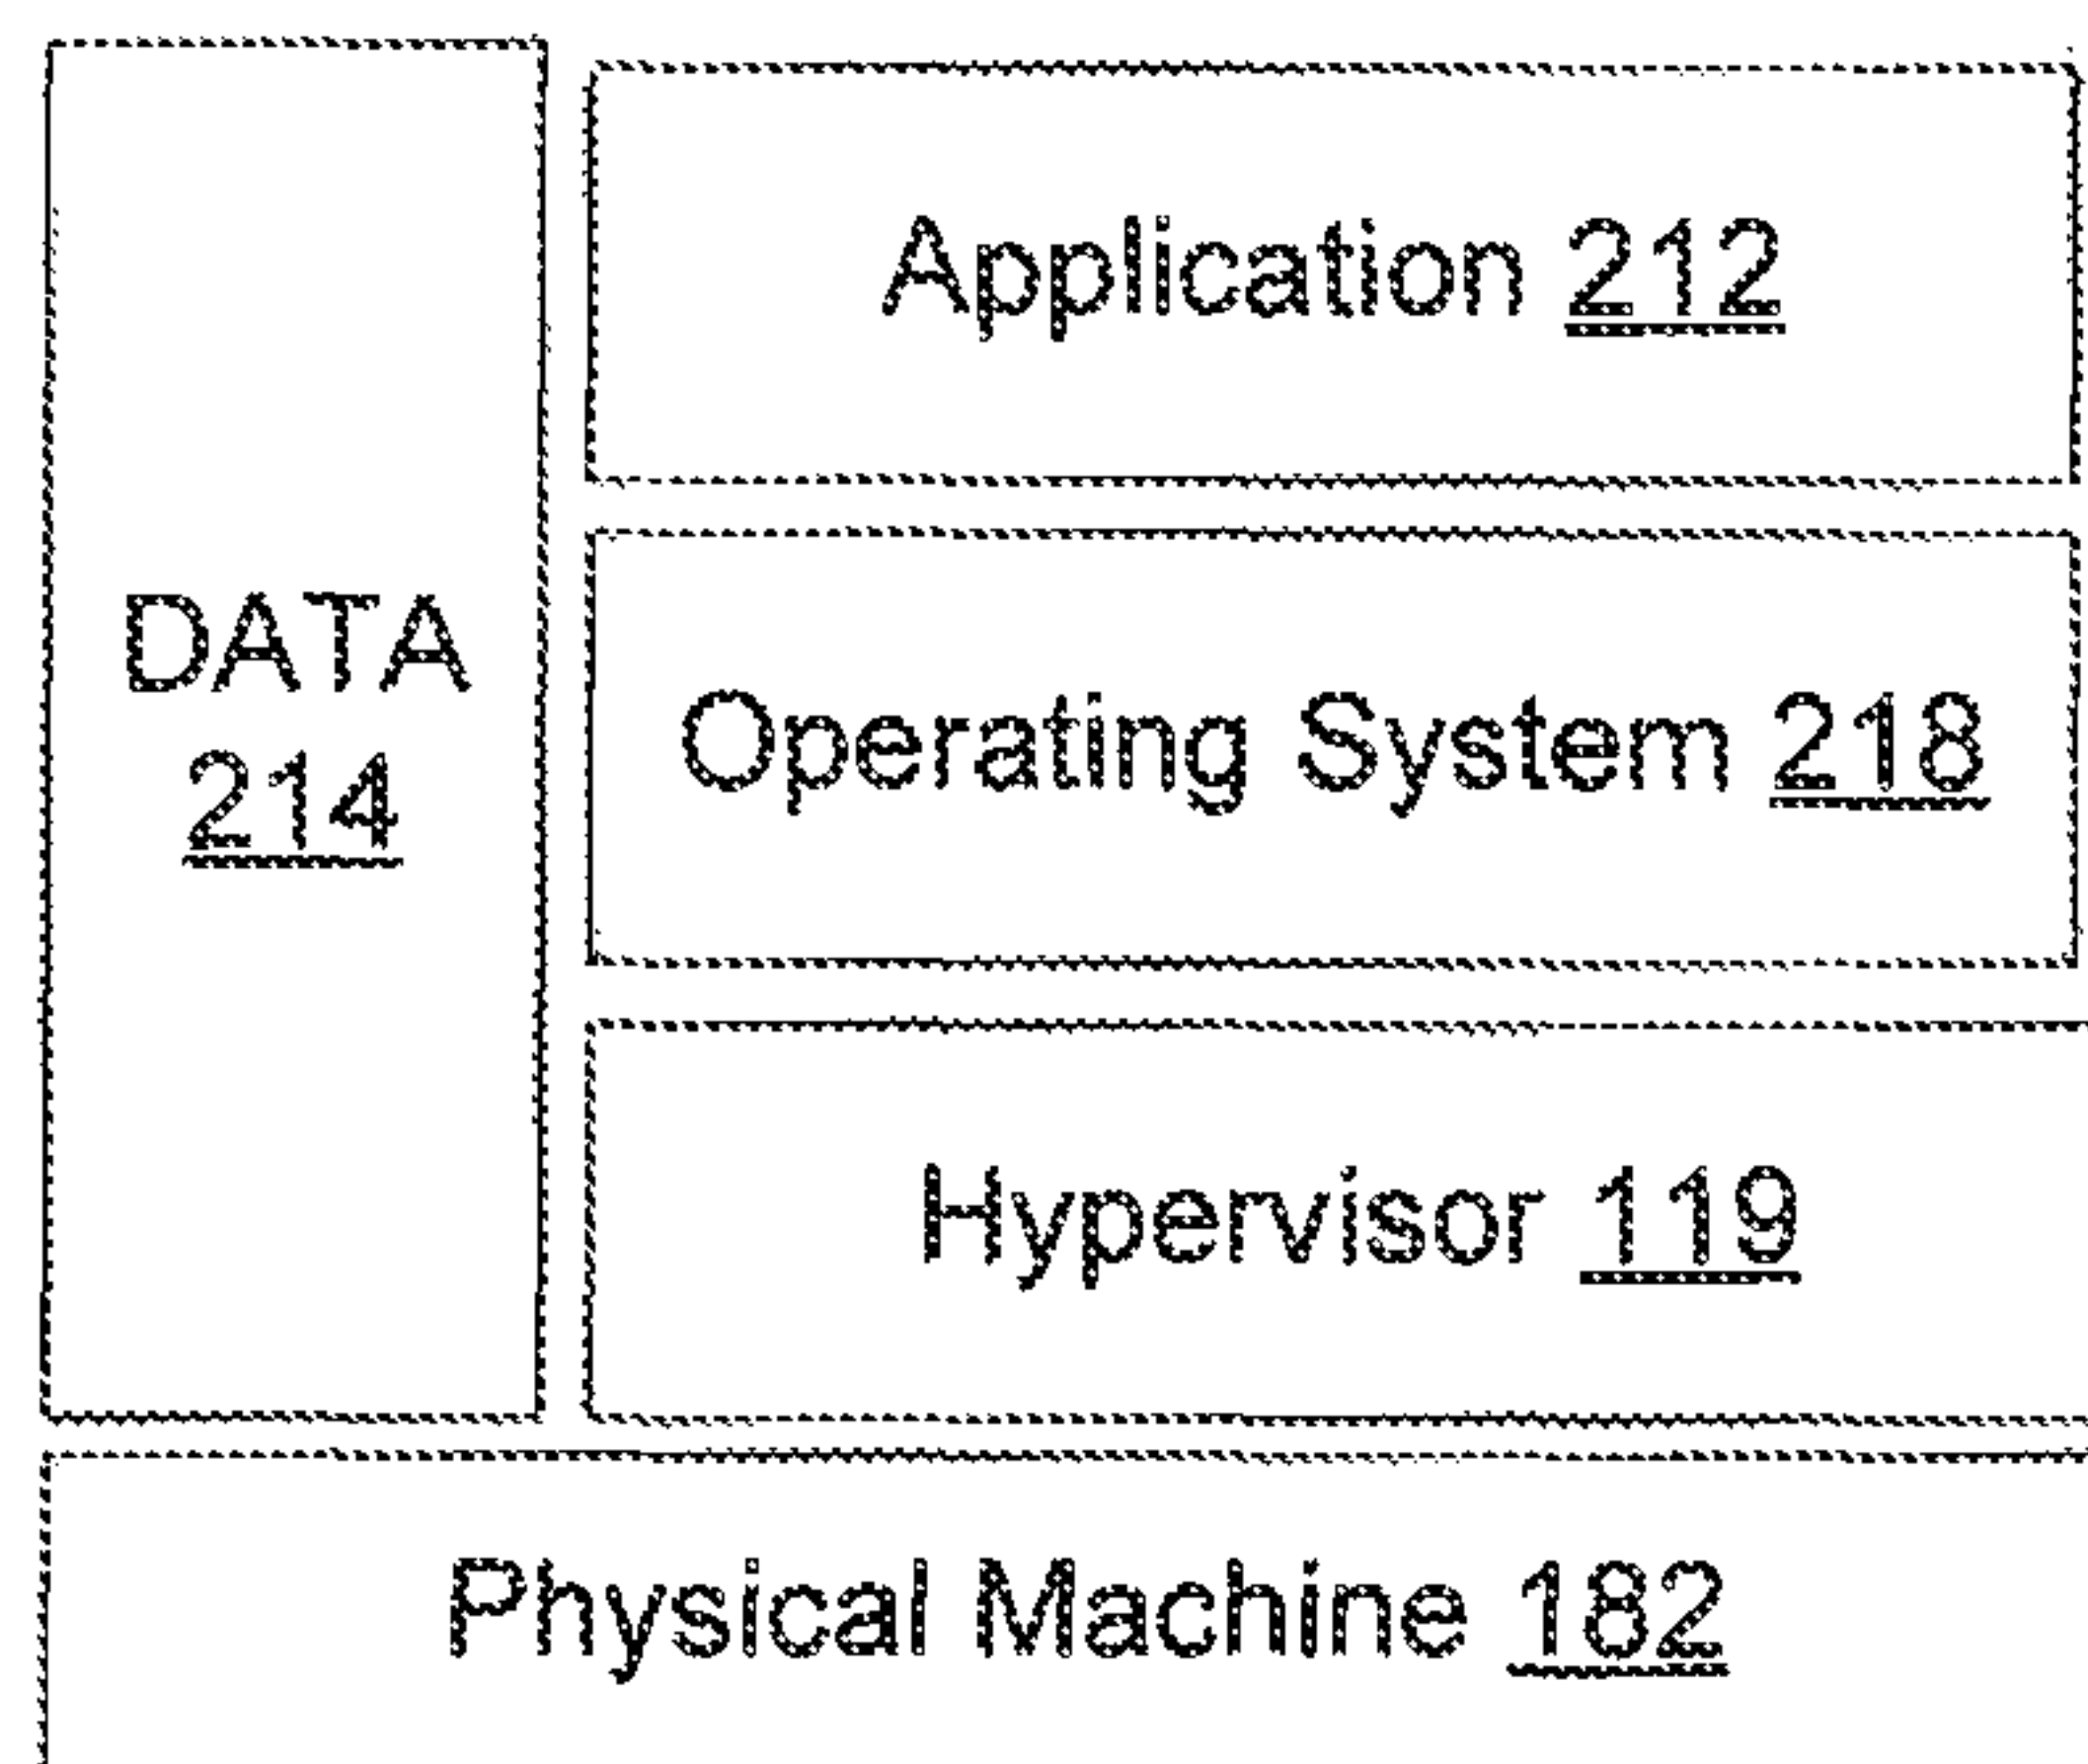 DATA
214
Application 212
Operating System 218
Hypervisor 119
Physical Machine 182